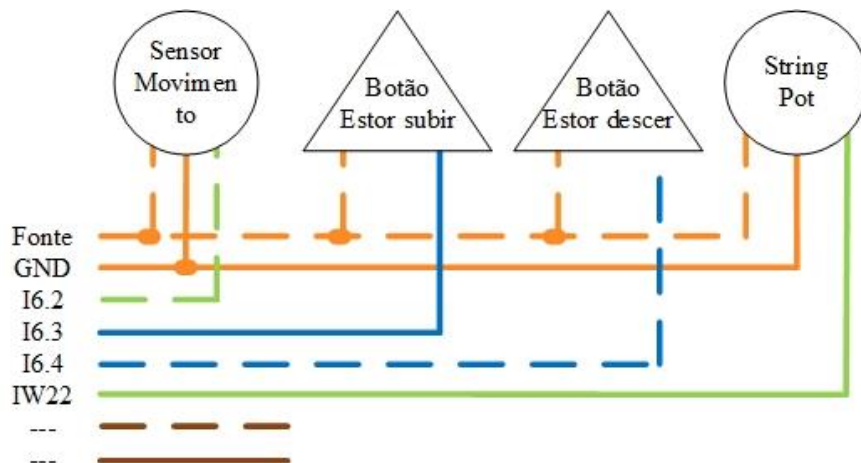 Sensor
Movimen
to
Botão
Estor subir
Botão
Estor descer
String
Pot
Fonte
GND
I6.2
I6.3
I6.4
IW22
---
---